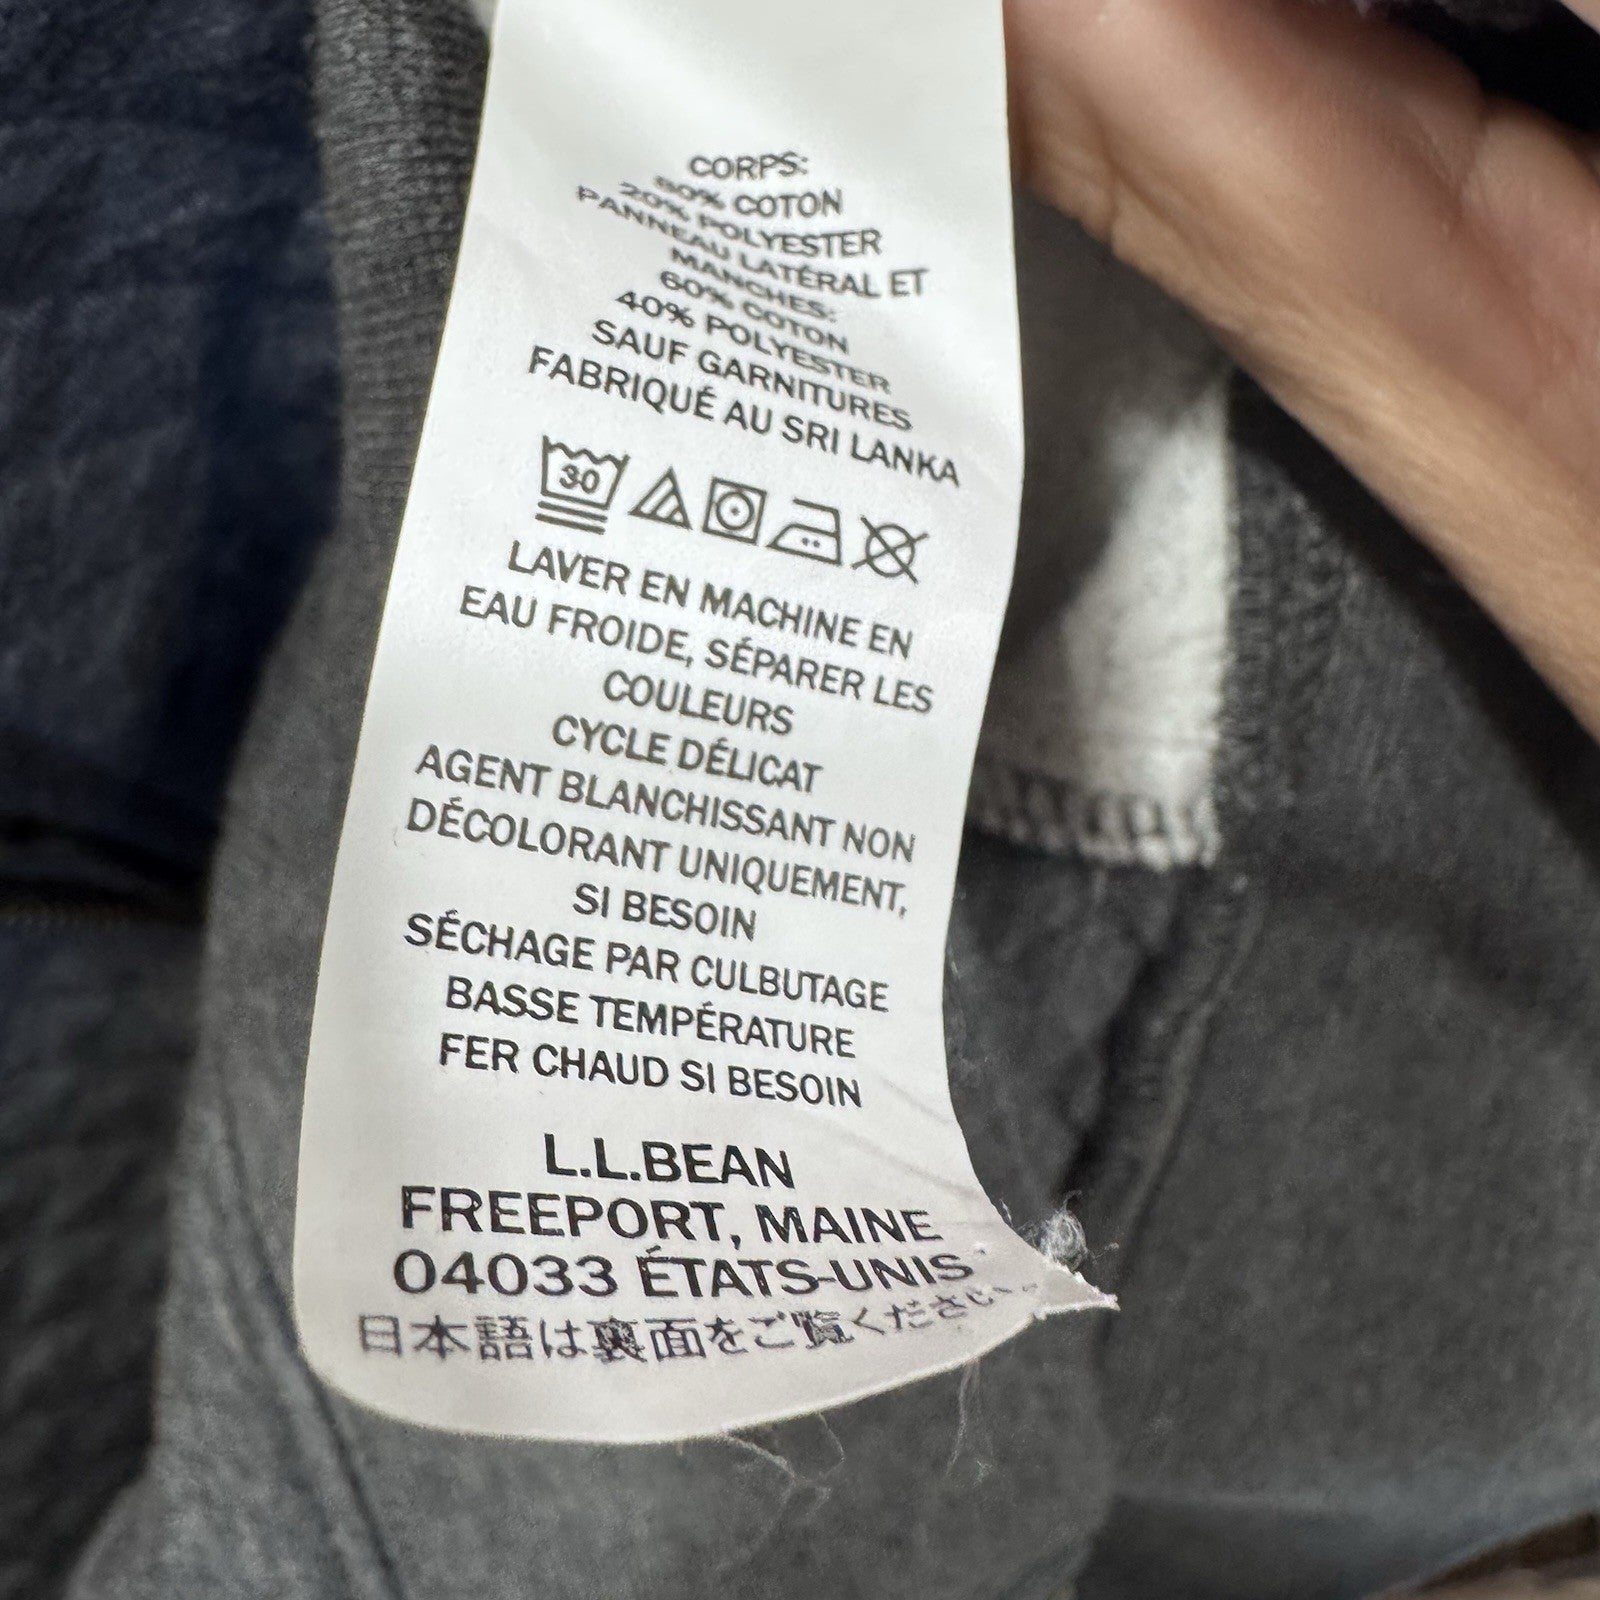 CORPS:
80% COTON
20% POLYESTER
PANNEAU LATÉRAL ET
MANCHES:
60% COTON
40% POLYESTER
SAUF GARNITURES
FABRIQUÉ AU SRI LANKA
30
LAVER EN MACHINE EN
EAU FROIDE, SÉPARER LES
COULEURS
CYCLE DÉLICAT
AGENT BLANCHISSANT NON
DÉCOLORANT UNIQUEMENT,
SI BESOIN
SÉCHAGE PAR CULBUTAGE
BASSE TEMPÉRATURE
FER CHAUD SI BESOIN
L.L.BEAN
FREEPORT, MAINE
04033 ÉTATS-UNIS
日本語は裏面をご覧ください。